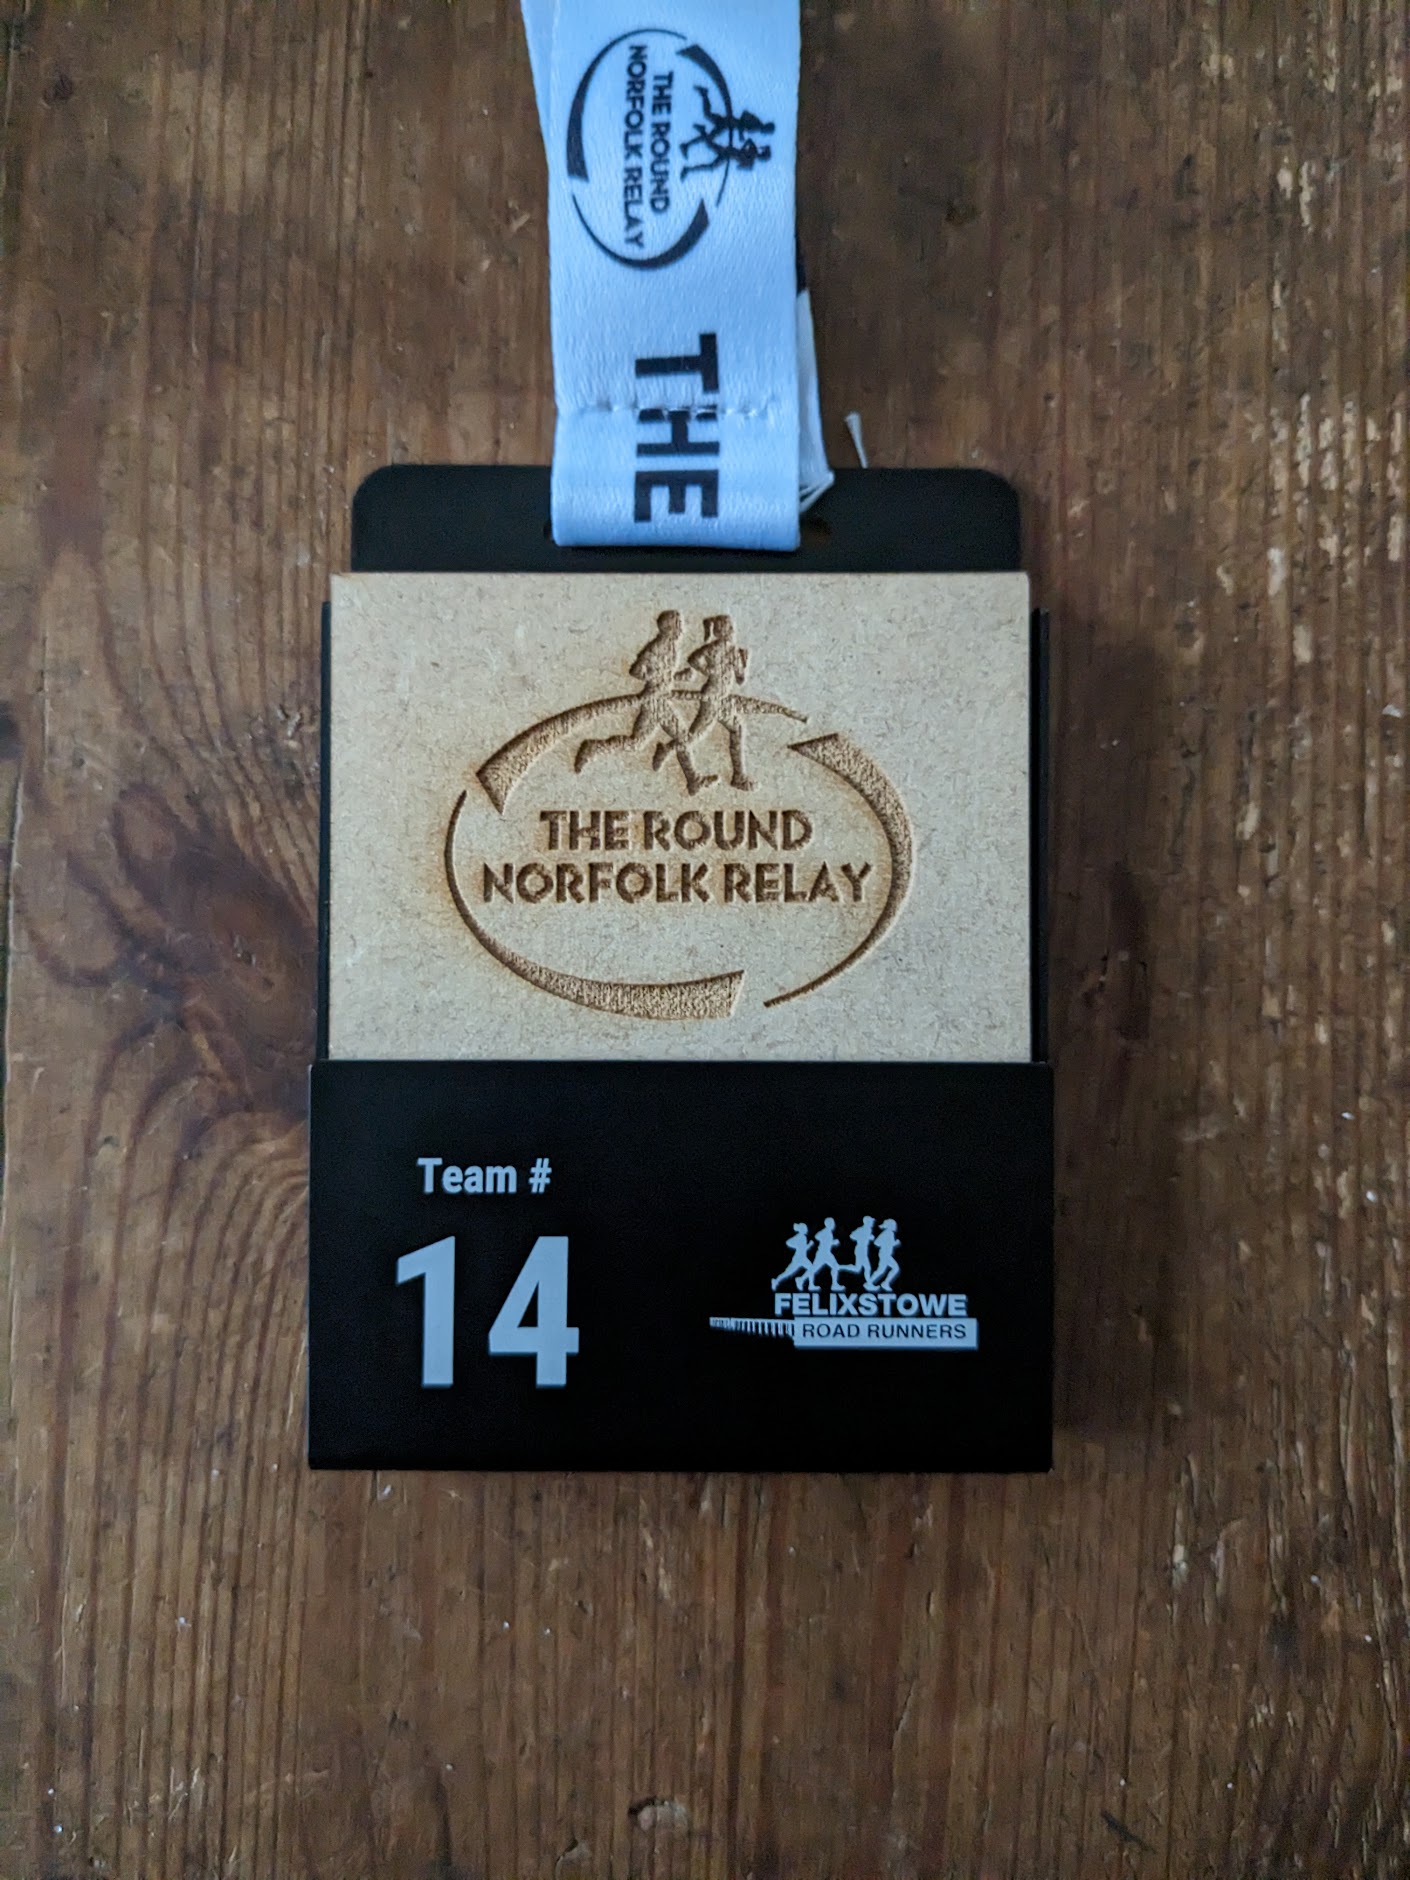 THE ROUND
NORFOLK RELAY
THE
THE ROUND
NORFOLK RELAY
Team #
14
FELIXSTOWE
ROAD RUNNERS